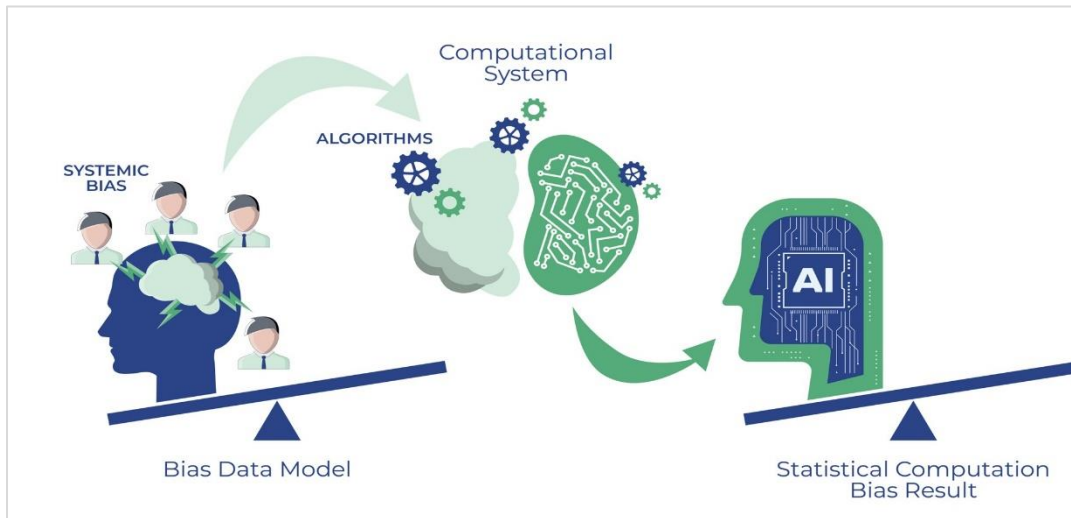 Computational
System
ALGORITHMS
SYSTEMIC
BIAS
AI
Bias Data Model
Statistical Computation
Bias Result